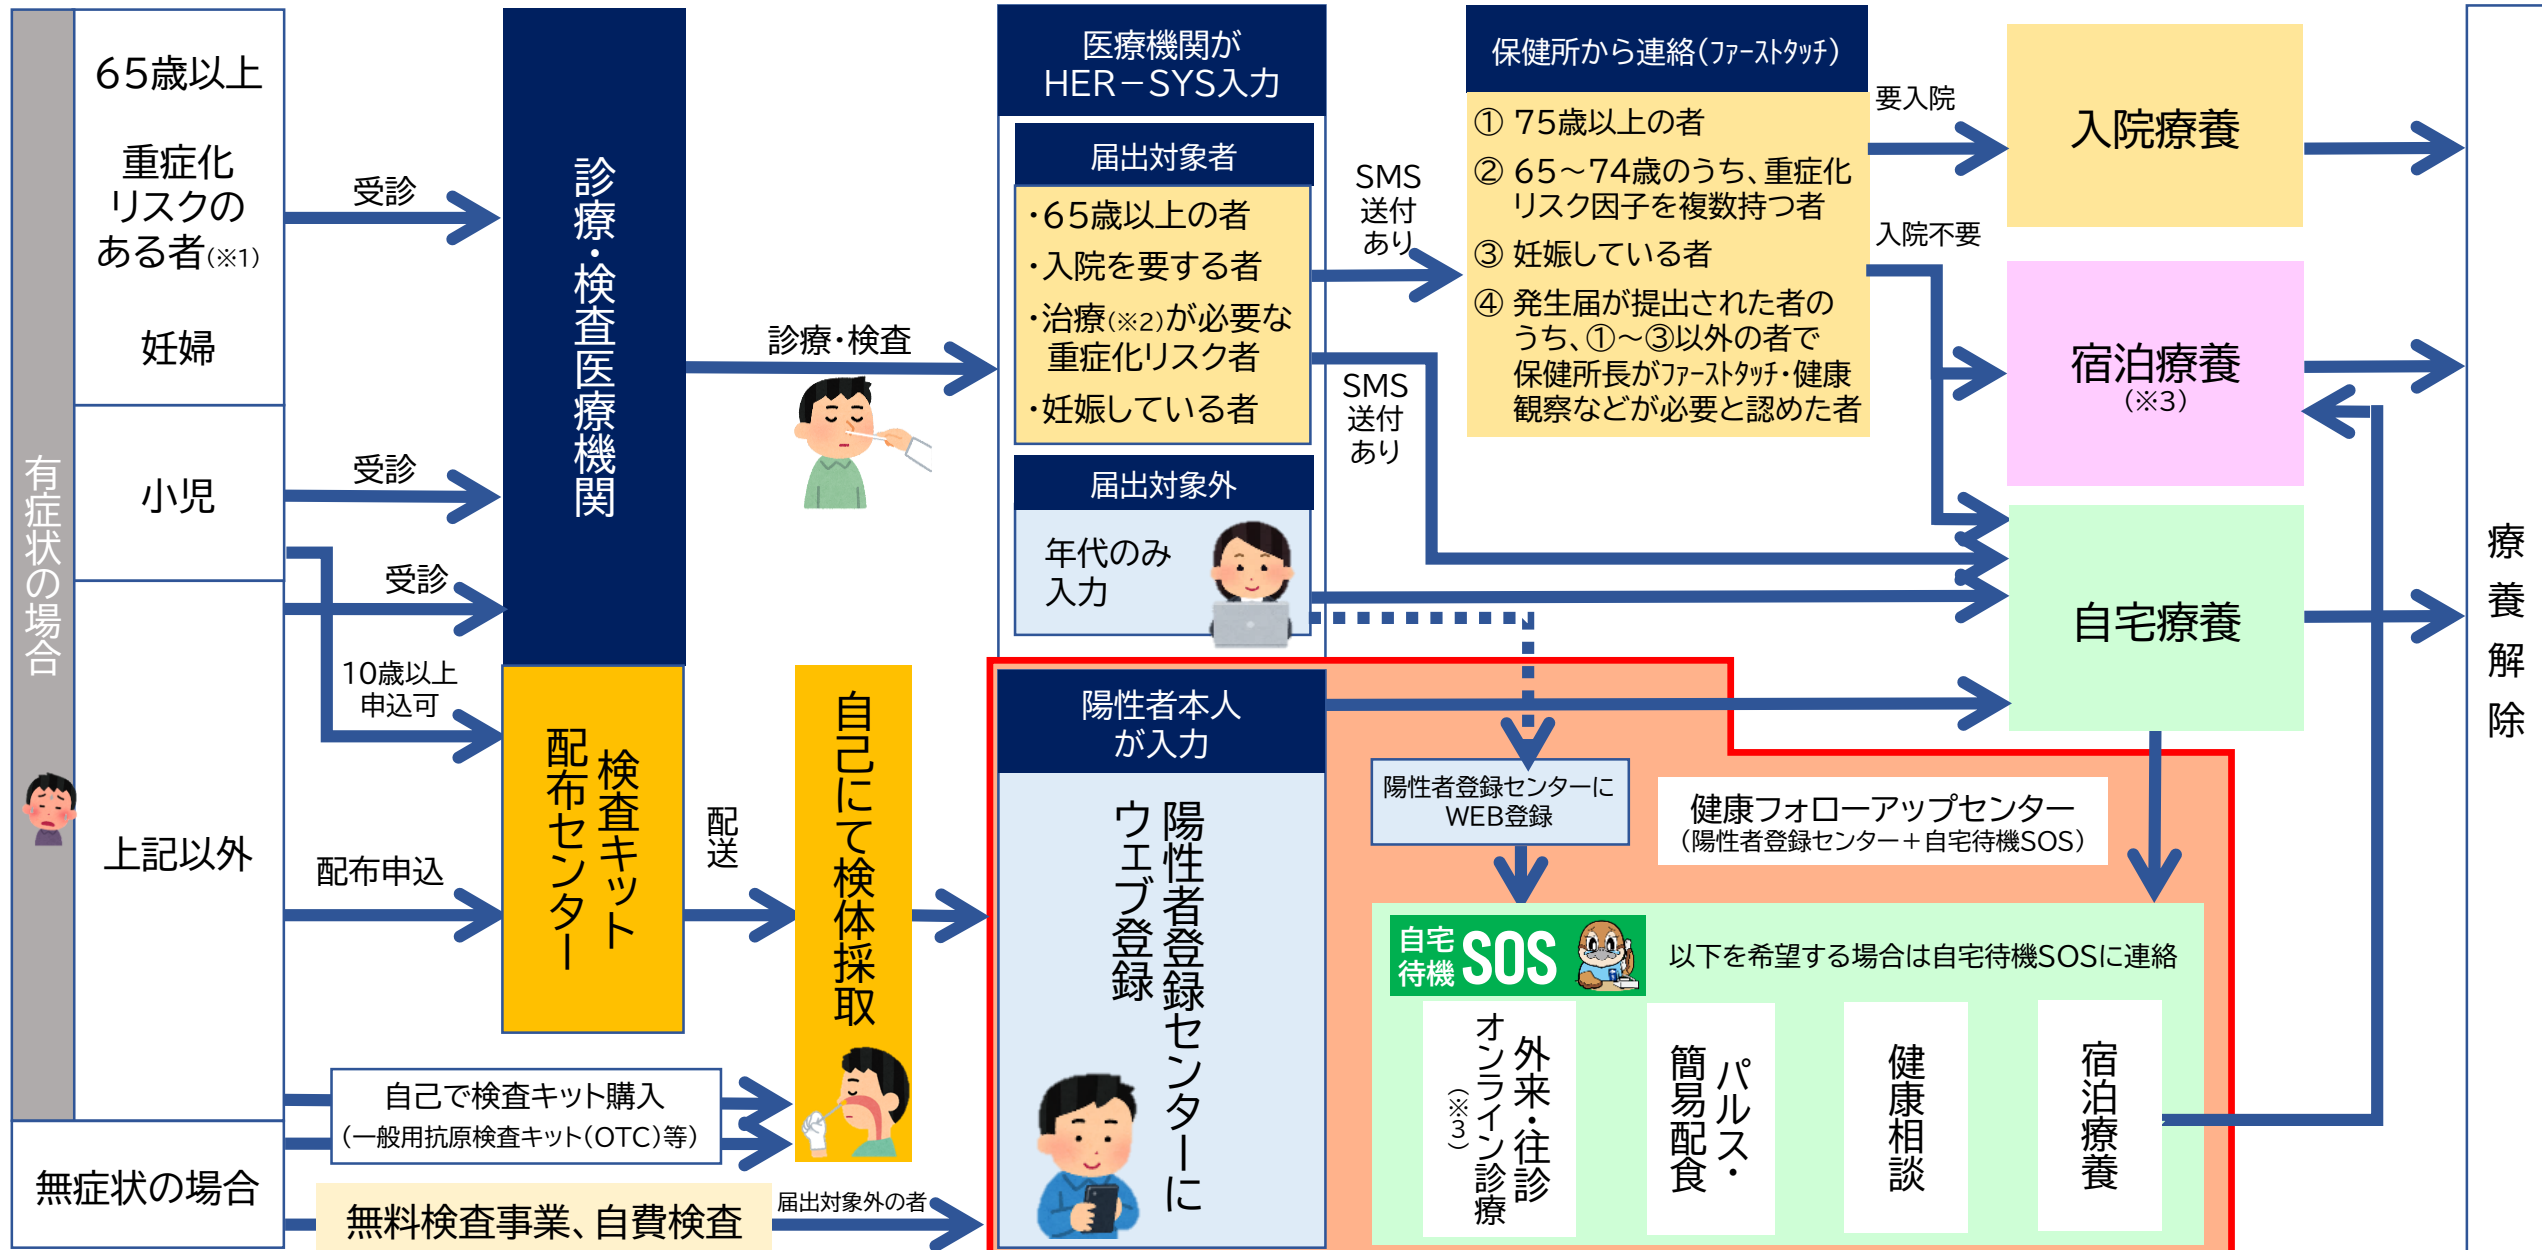 有症状の場合
65歳以上
重症化
リスクの
ある者(※1)
妊婦
小児
上記以外
無症状の場合
受診
受診
受診
10歳以上
申込可
配布申込
自己で検査キット購入
(一般用抗原検査キット(OTC)等)
無料検査事業、自費検査
届出対象外の者
診療・検査医療機関
検査キット
配布センター
配送
自己にて検体採取
診療・検査
医療機関が
HER-SYS入力
届出対象者
・65歳以上の者
・入院を要する者
・治療(※2)が必要な
重症化リスク者
・妊娠している者
届出対象外
年代のみ
入力
陽性者本人
が入力
陽性者登録センターに
ウェブ登録
SMS
送付
あり
SMS
送付
あり
保健所から連絡(ファーストタッチ)
① 75歳以上の者
② 65～74歳のうち、重症化
リスク因子を複数持つ者
③ 妊娠している者
④ 発生届が提出された者の
うち、①～③以外の者で
保健所長がファーストタッチ・健康
観察などが必要と認めた者
要入院
入院不要
入院療養
宿泊療養
(※3)
自宅療養
療養解除
陽性者登録センターに
WEB登録
健康フォローアップセンター
(陽性者登録センター+自宅待機SOS)
自宅
待機 SOS
以下を希望する場合は自宅待機SOSに連絡
外来・往診
オンライン診療
(※3)
パルス・
簡易配食
健康相談
宿泊療養